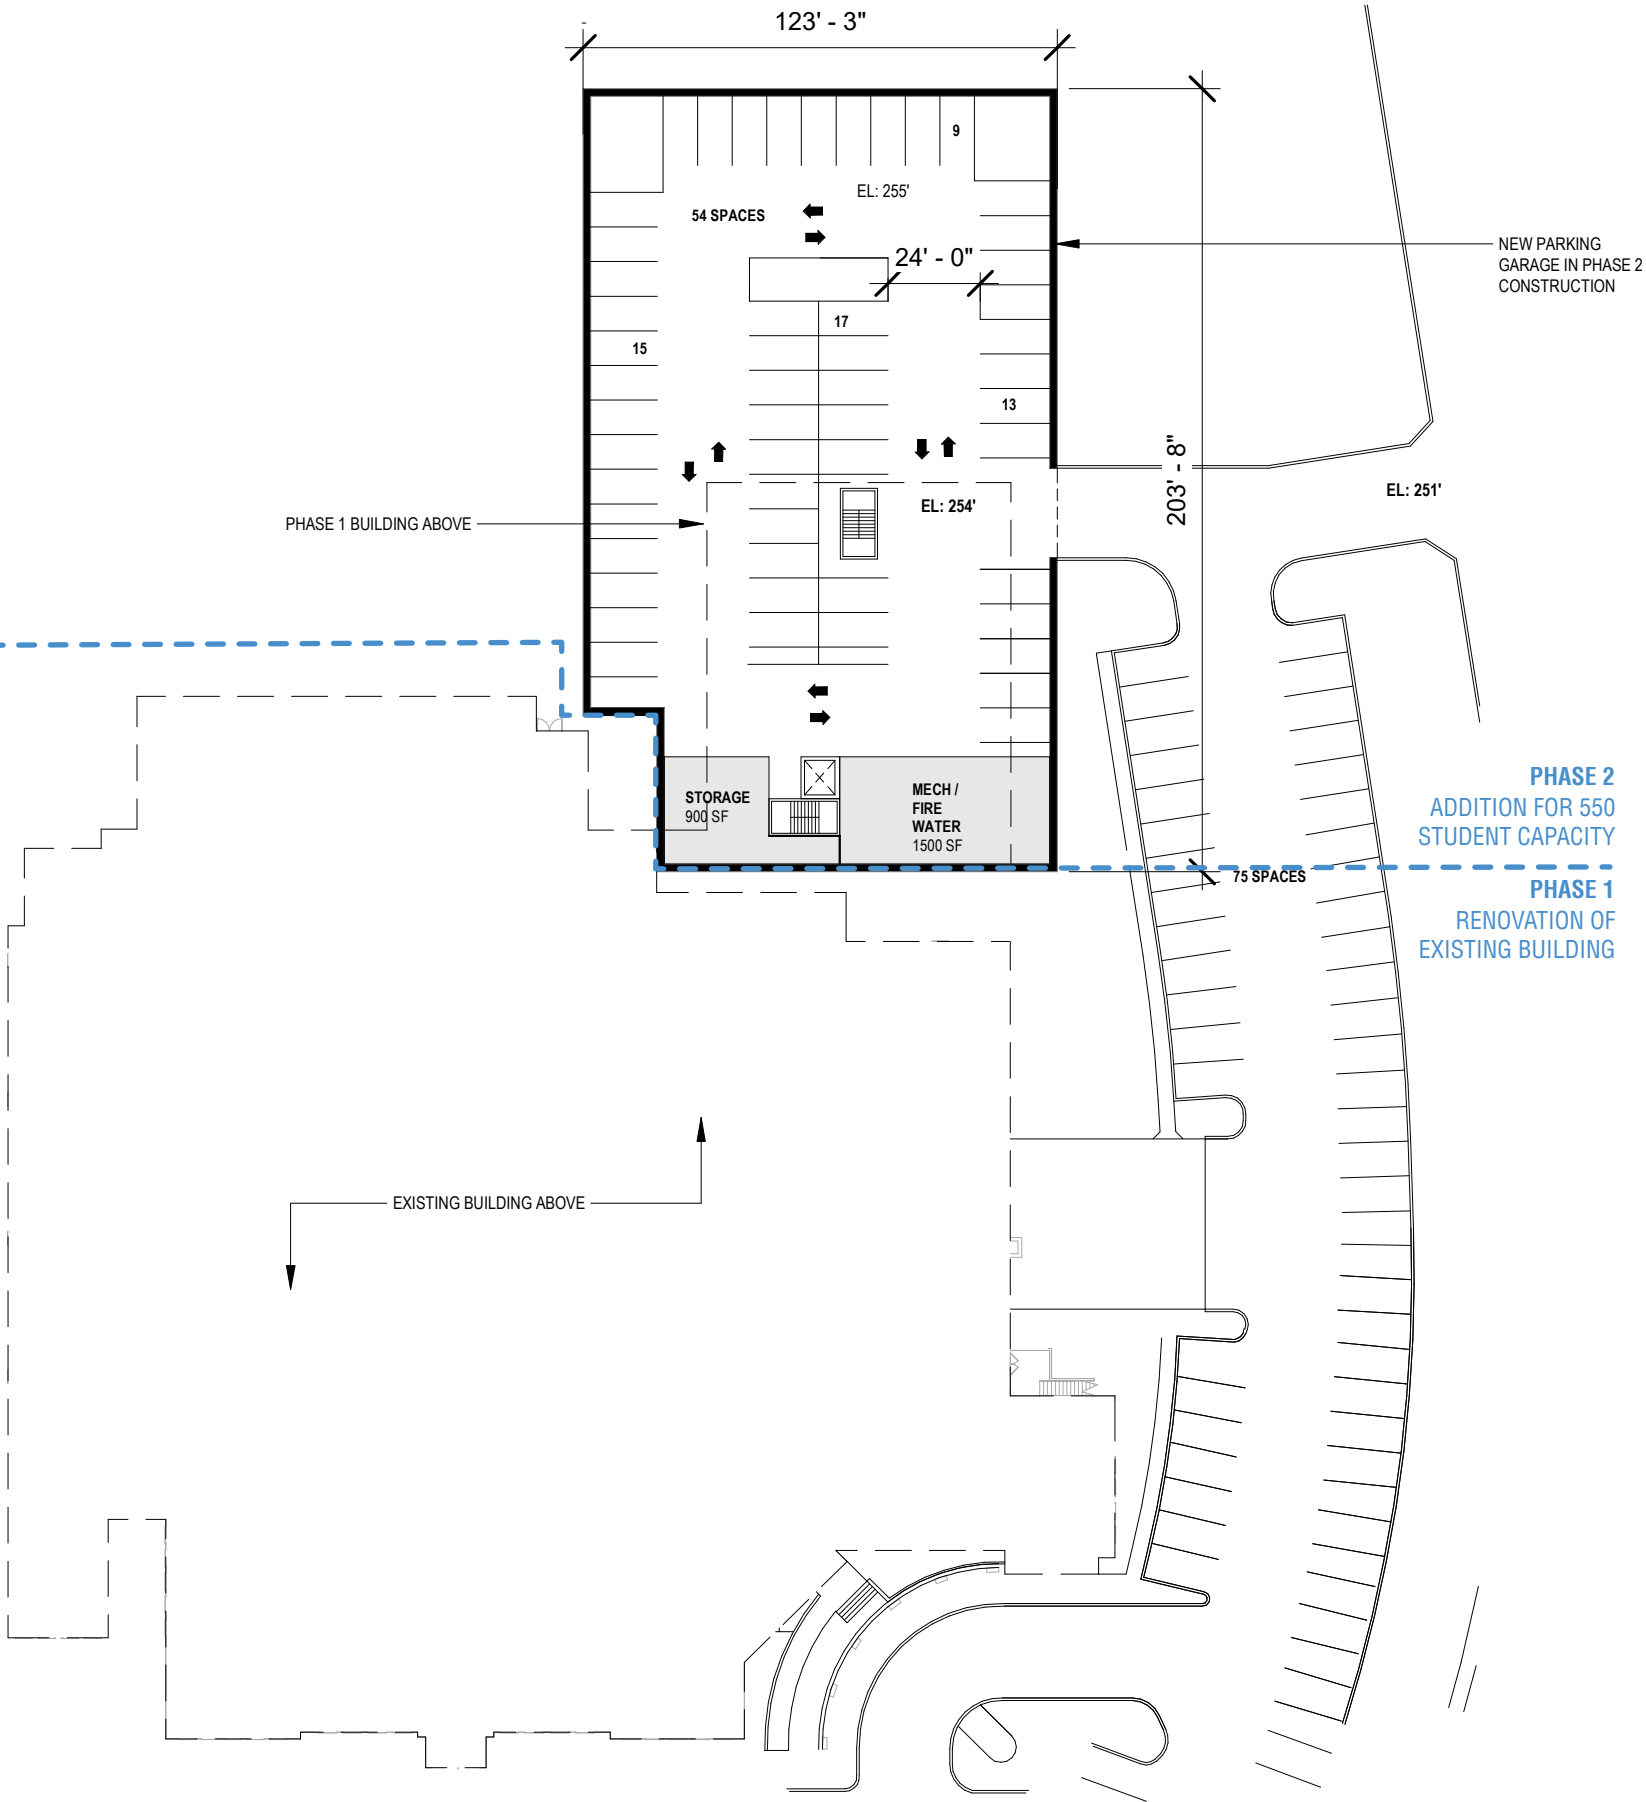 123' - 3"
9
EL: 255'
54 SPACES
24' - 0"
NEW PARKING
GARAGE IN PHASE 2
CONSTRUCTION
17
15
13
203' - 8"
EL: 251'
EL: 254'
PHASE 1 BUILDING ABOVE
PHASE 2
ADDITION FOR 550
STUDENT CAPACITY
STORAGE
900 SF
MECH /
FIRE
WATER
1500 SF
75 SPACES
PHASE 1
RENOVATION OF
EXISTING BUILDING
EXISTING BUILDING ABOVE